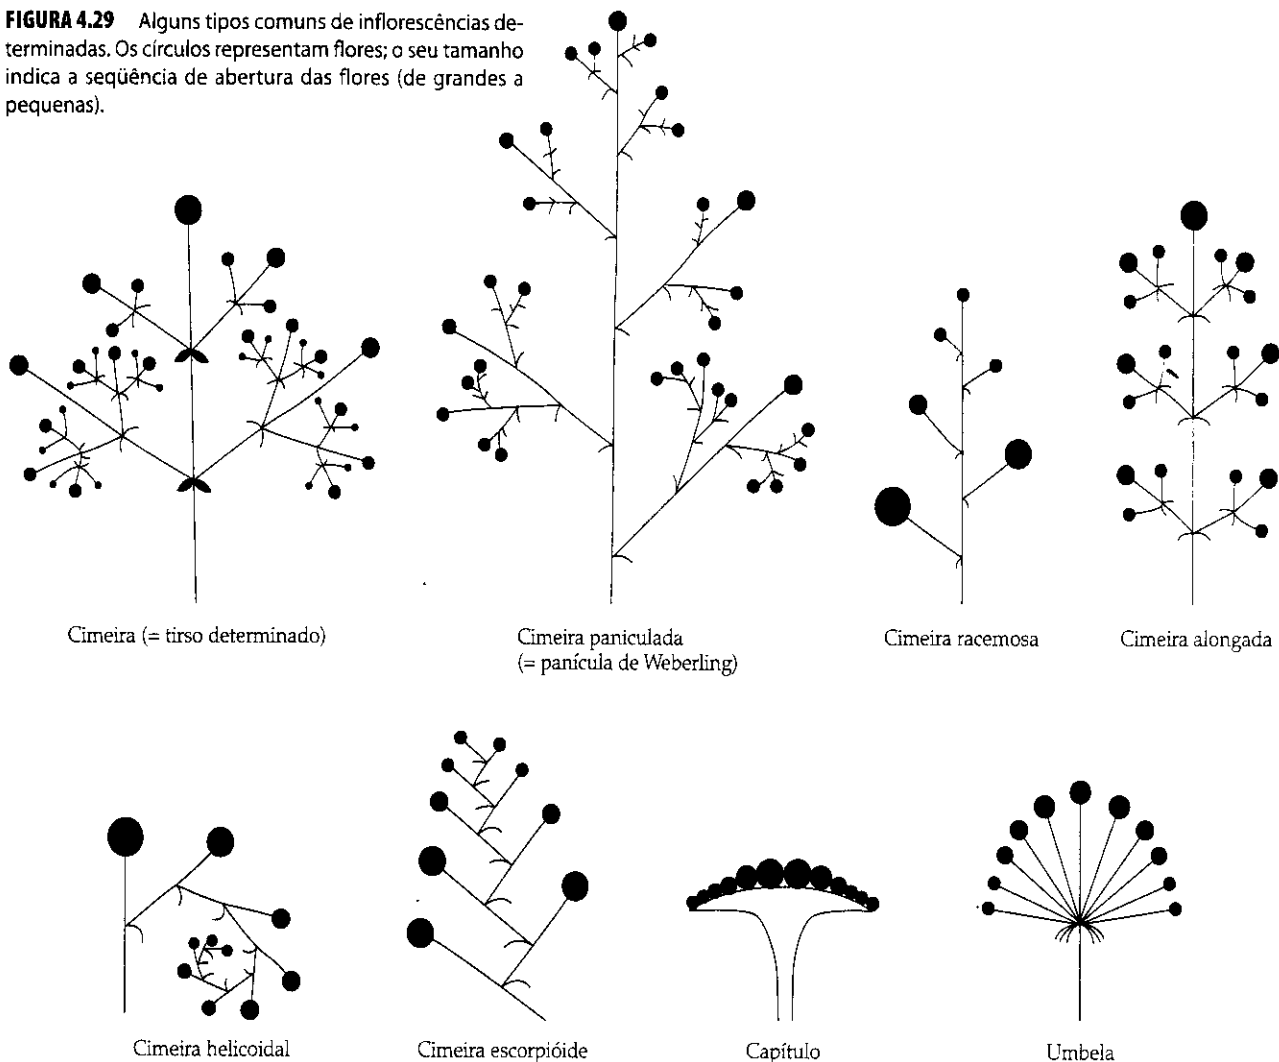 FIGURA 4.29 Alguns tipos comuns de inflorescências de-
terminadas. Os círculos representam flores; o seu tamanho
indica a seqüência de abertura das flores (de grandes a
pequenas).
Cimeira (= tirso determinado)
Cimeira paniculada
(= panícula de Weberling)
Cimeira racemosa
Cimeira alongada
Cimeira helicoidal
Cimeira escorpióide
Capítulo
Umbela